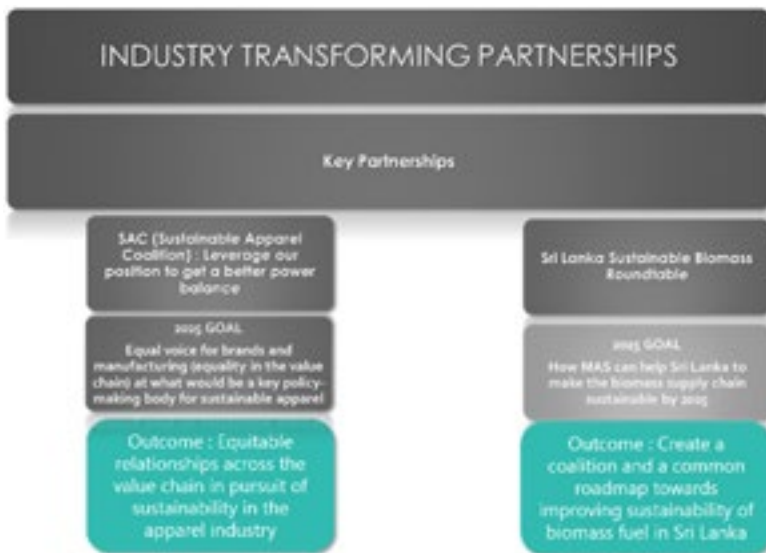 INDUSTRY TRANSFORMING PARTNERSHIPS
Key Partnerships
SAC (Sustainable Apparel
Coalition) : Leverage our
position to get a better power
balance
2025 GOAL
Equal voice for brands and
manufacturing (equality in the value
chain) at what would be a key policy-
making body for sustainable apparel
Outcome : Equitable
relationships across the
value chain in pursuit of
sustainability in the
apparel industry
Sri Lanka Sustainable Biomass
Roundtable
2025 GOAL
How MAS can help Sri Lanka to
make the biomass supply chain
sustainable by 2025
Outcome : Create a
coalition and a common
roadmap towards
improving sustainability of
biomass fuel in Sri Lanka